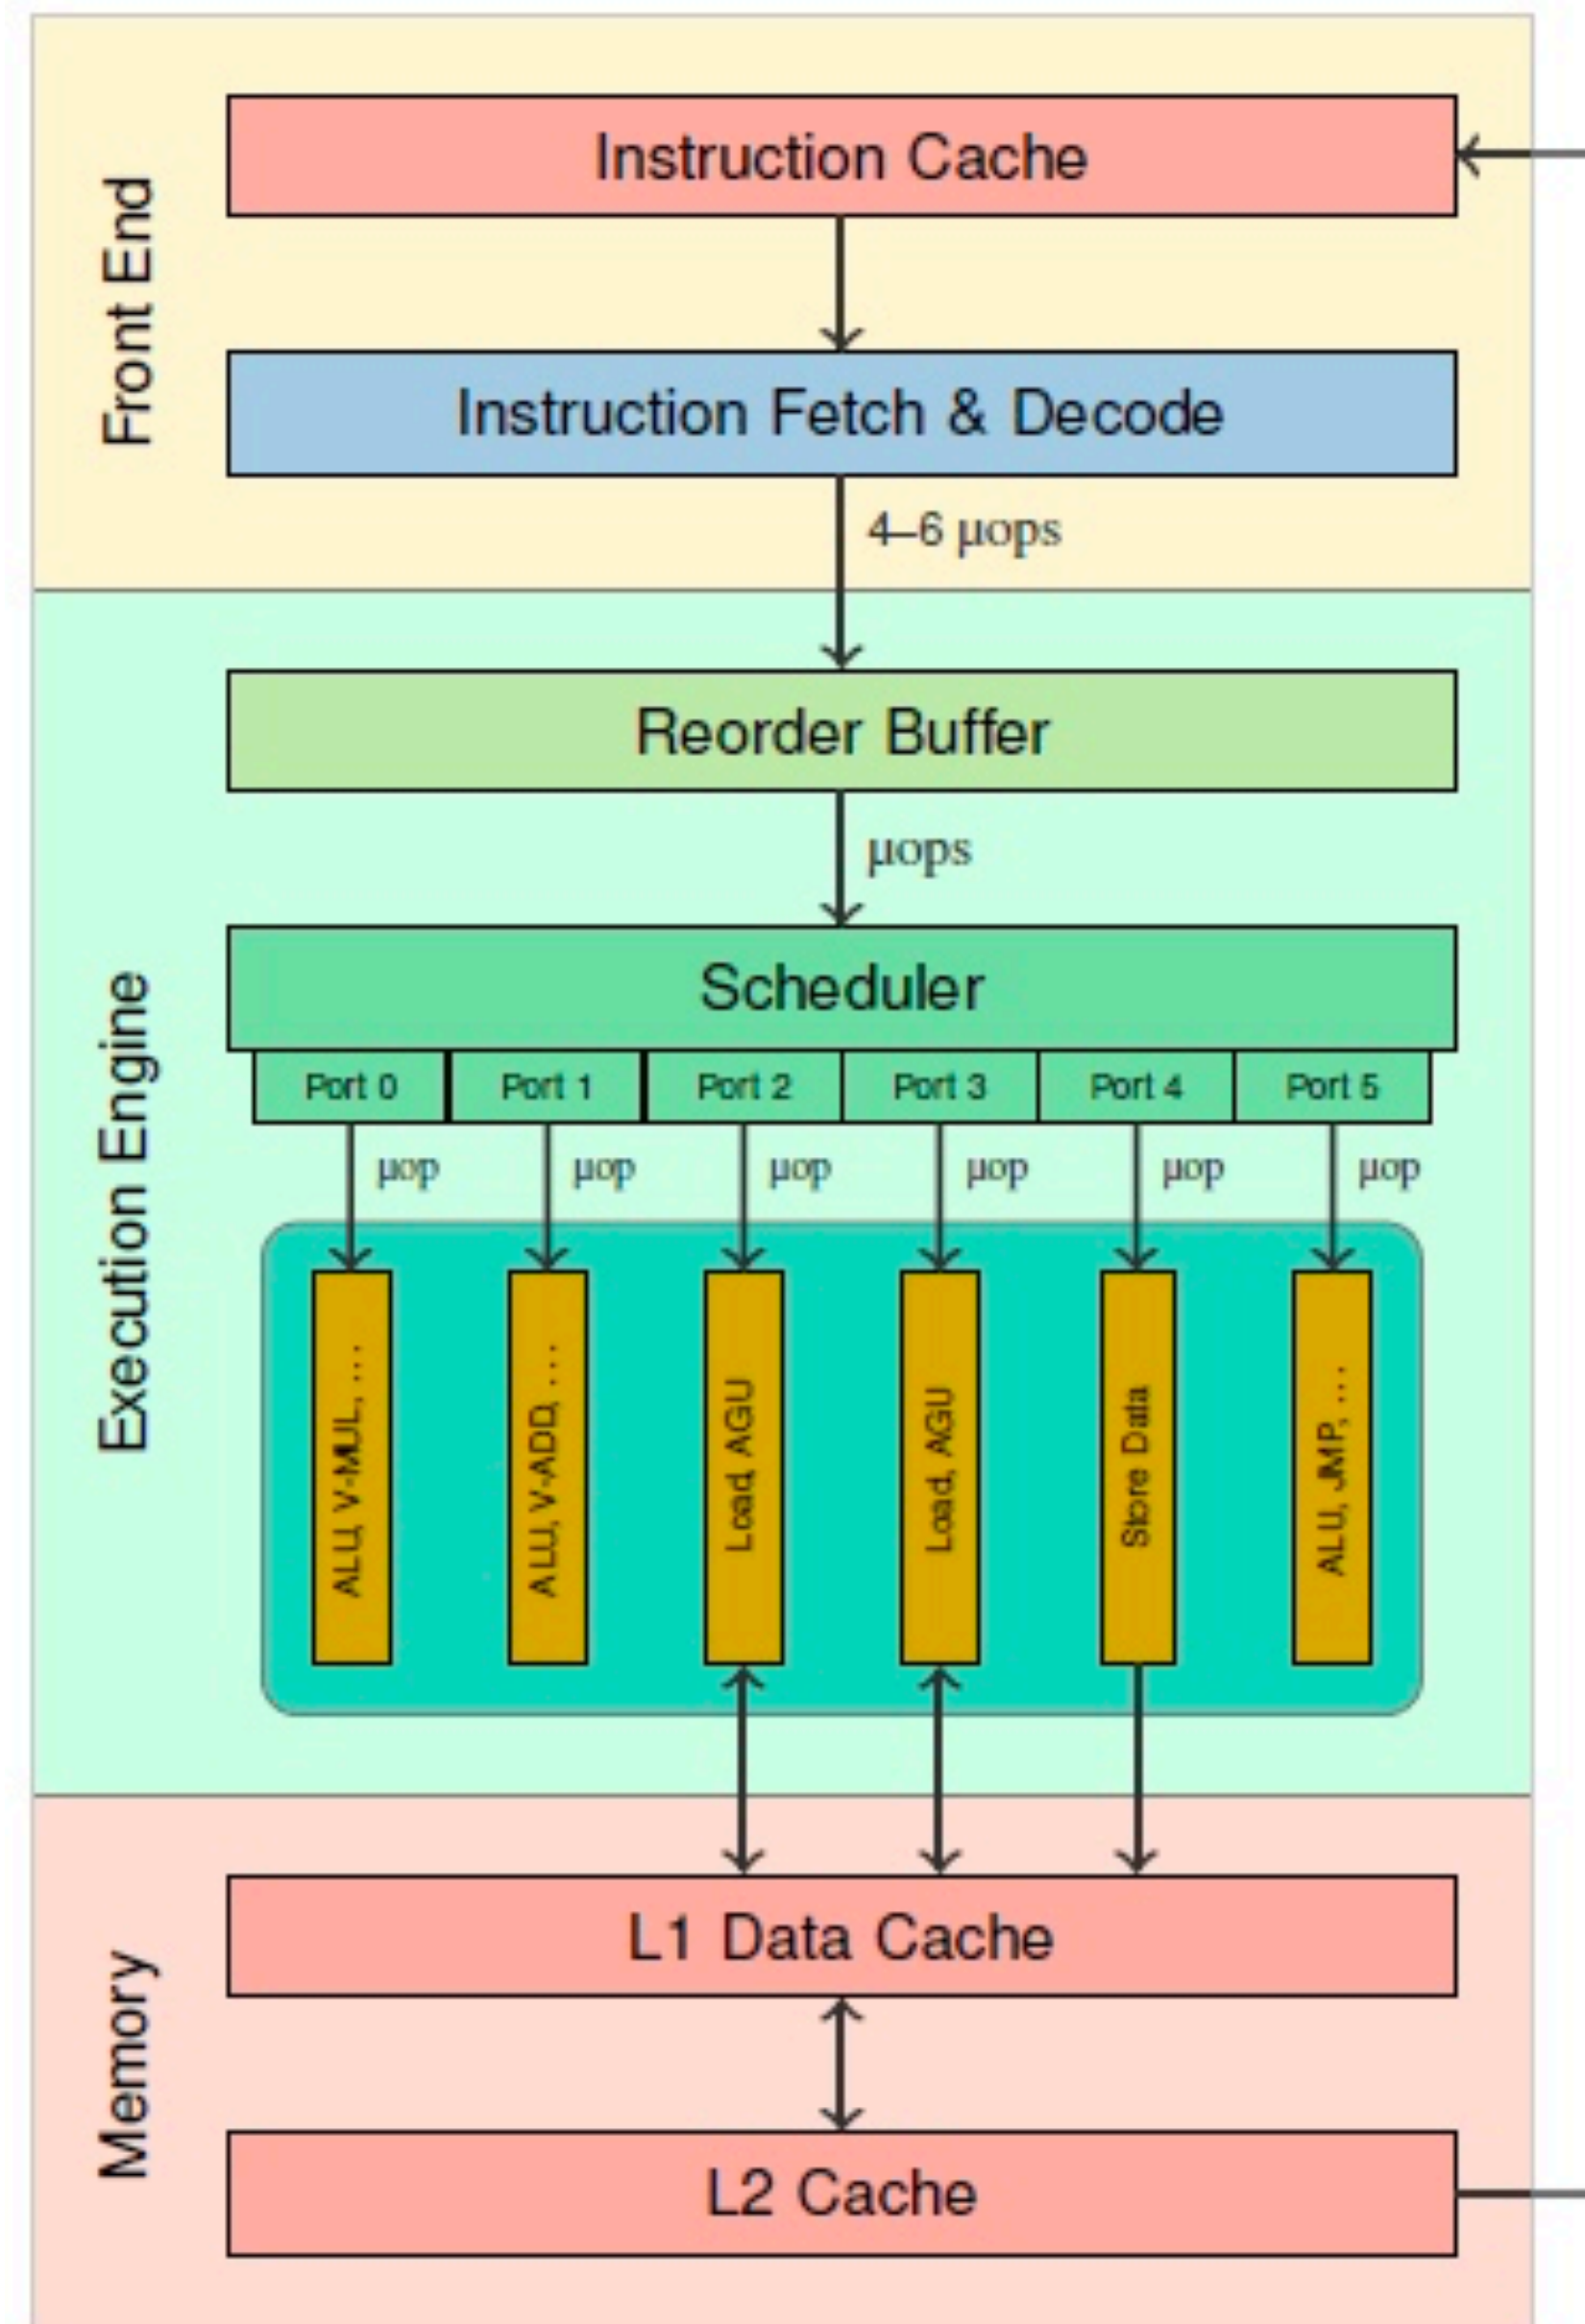 Front End
Instruction Cache
Instruction Fetch & Decode
4–6 μops
Execution Engine
Reorder Buffer
μops
Scheduler
Port 0
Port 1
Port 2
Port 3
Port 4
Port 5
μop
μop
μop
μop
μop
μop
ALU, V-MUL, ...
ALU, V-ADD, ...
Load, AGU
Load, AGU
Store Data
ALU, JMP, ...
Memory
L1 Data Cache
L2 Cache